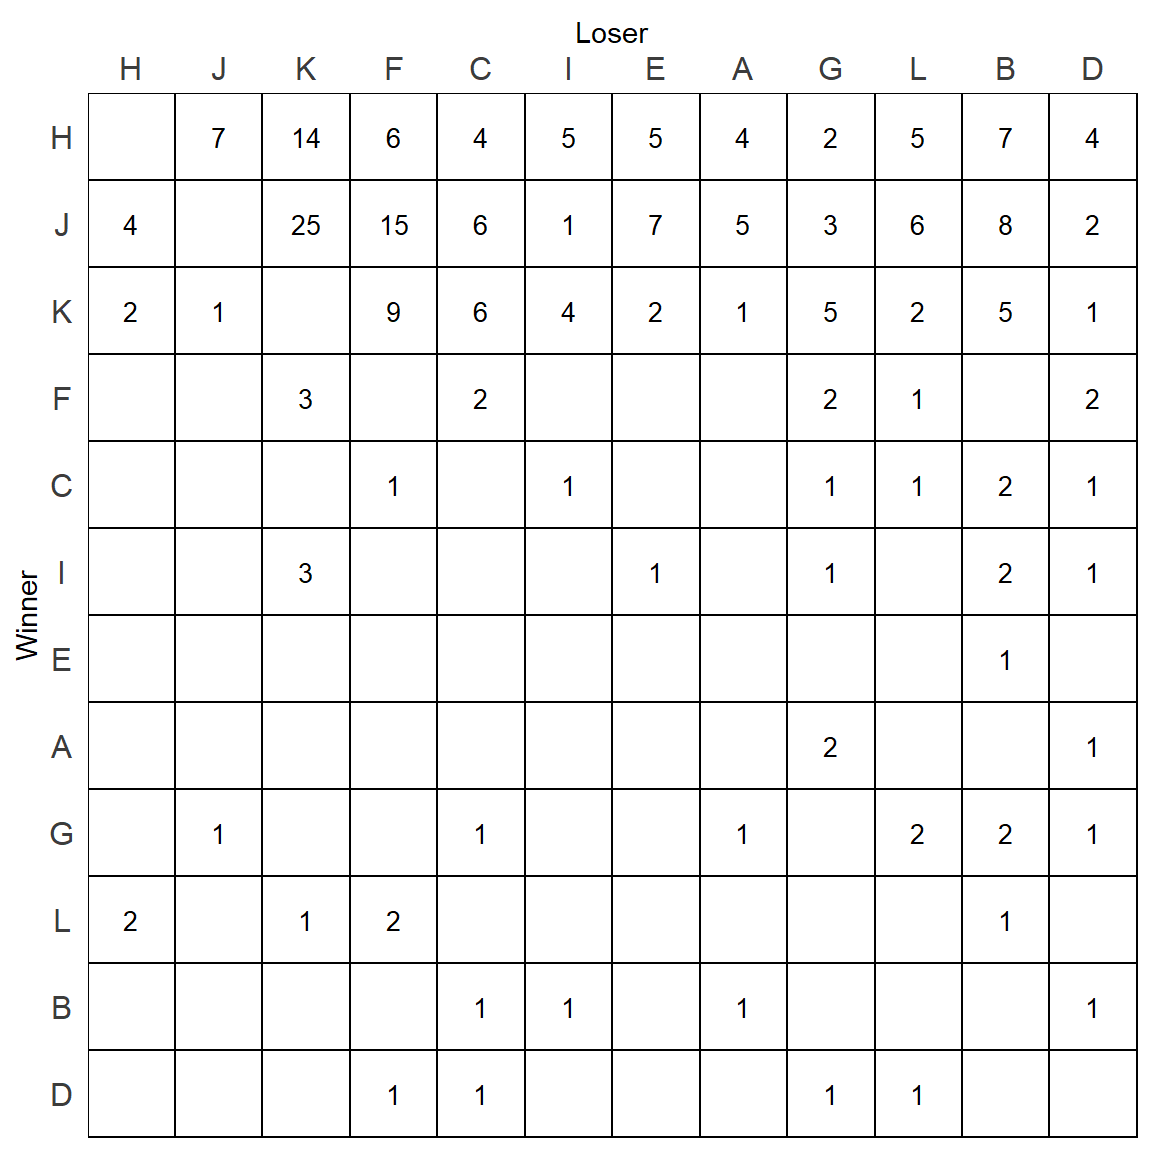 Loser
H J K F C I E A G L B D
H 7 14 6 4 5 5 4 2 5 7 4
J 4 25 15 6 1 7 5 3 6 8 2
K 2 1 9 6 4 2 1 5 2 5 1
F 3 2 2 1 2
C 1 1 1 1 2 1
I 3 1 1 2 1
Winner
E 1
A 2 1
G 1 1 1 2 2 1
L 2 1 2 1
B 1 1 1 1
D 1 1 1 1